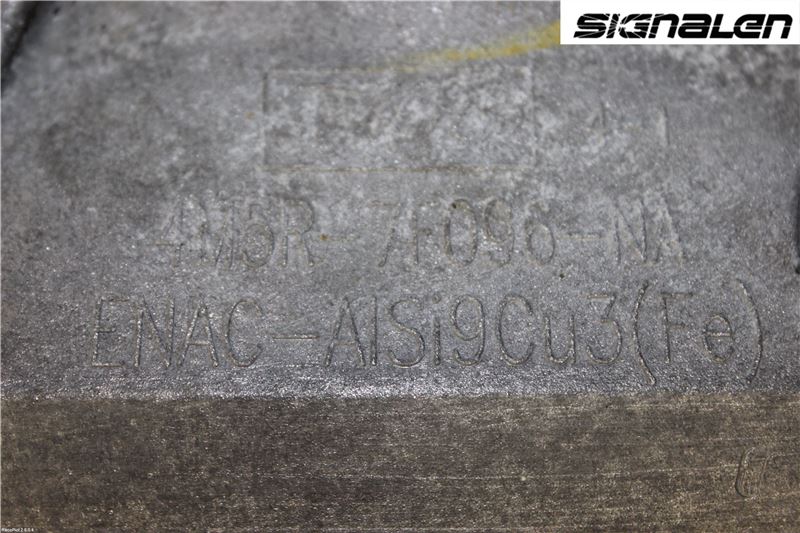 SIGNALEN
4M5R-7F096-NA
ENAC-AlSi9Cu3(Fe)